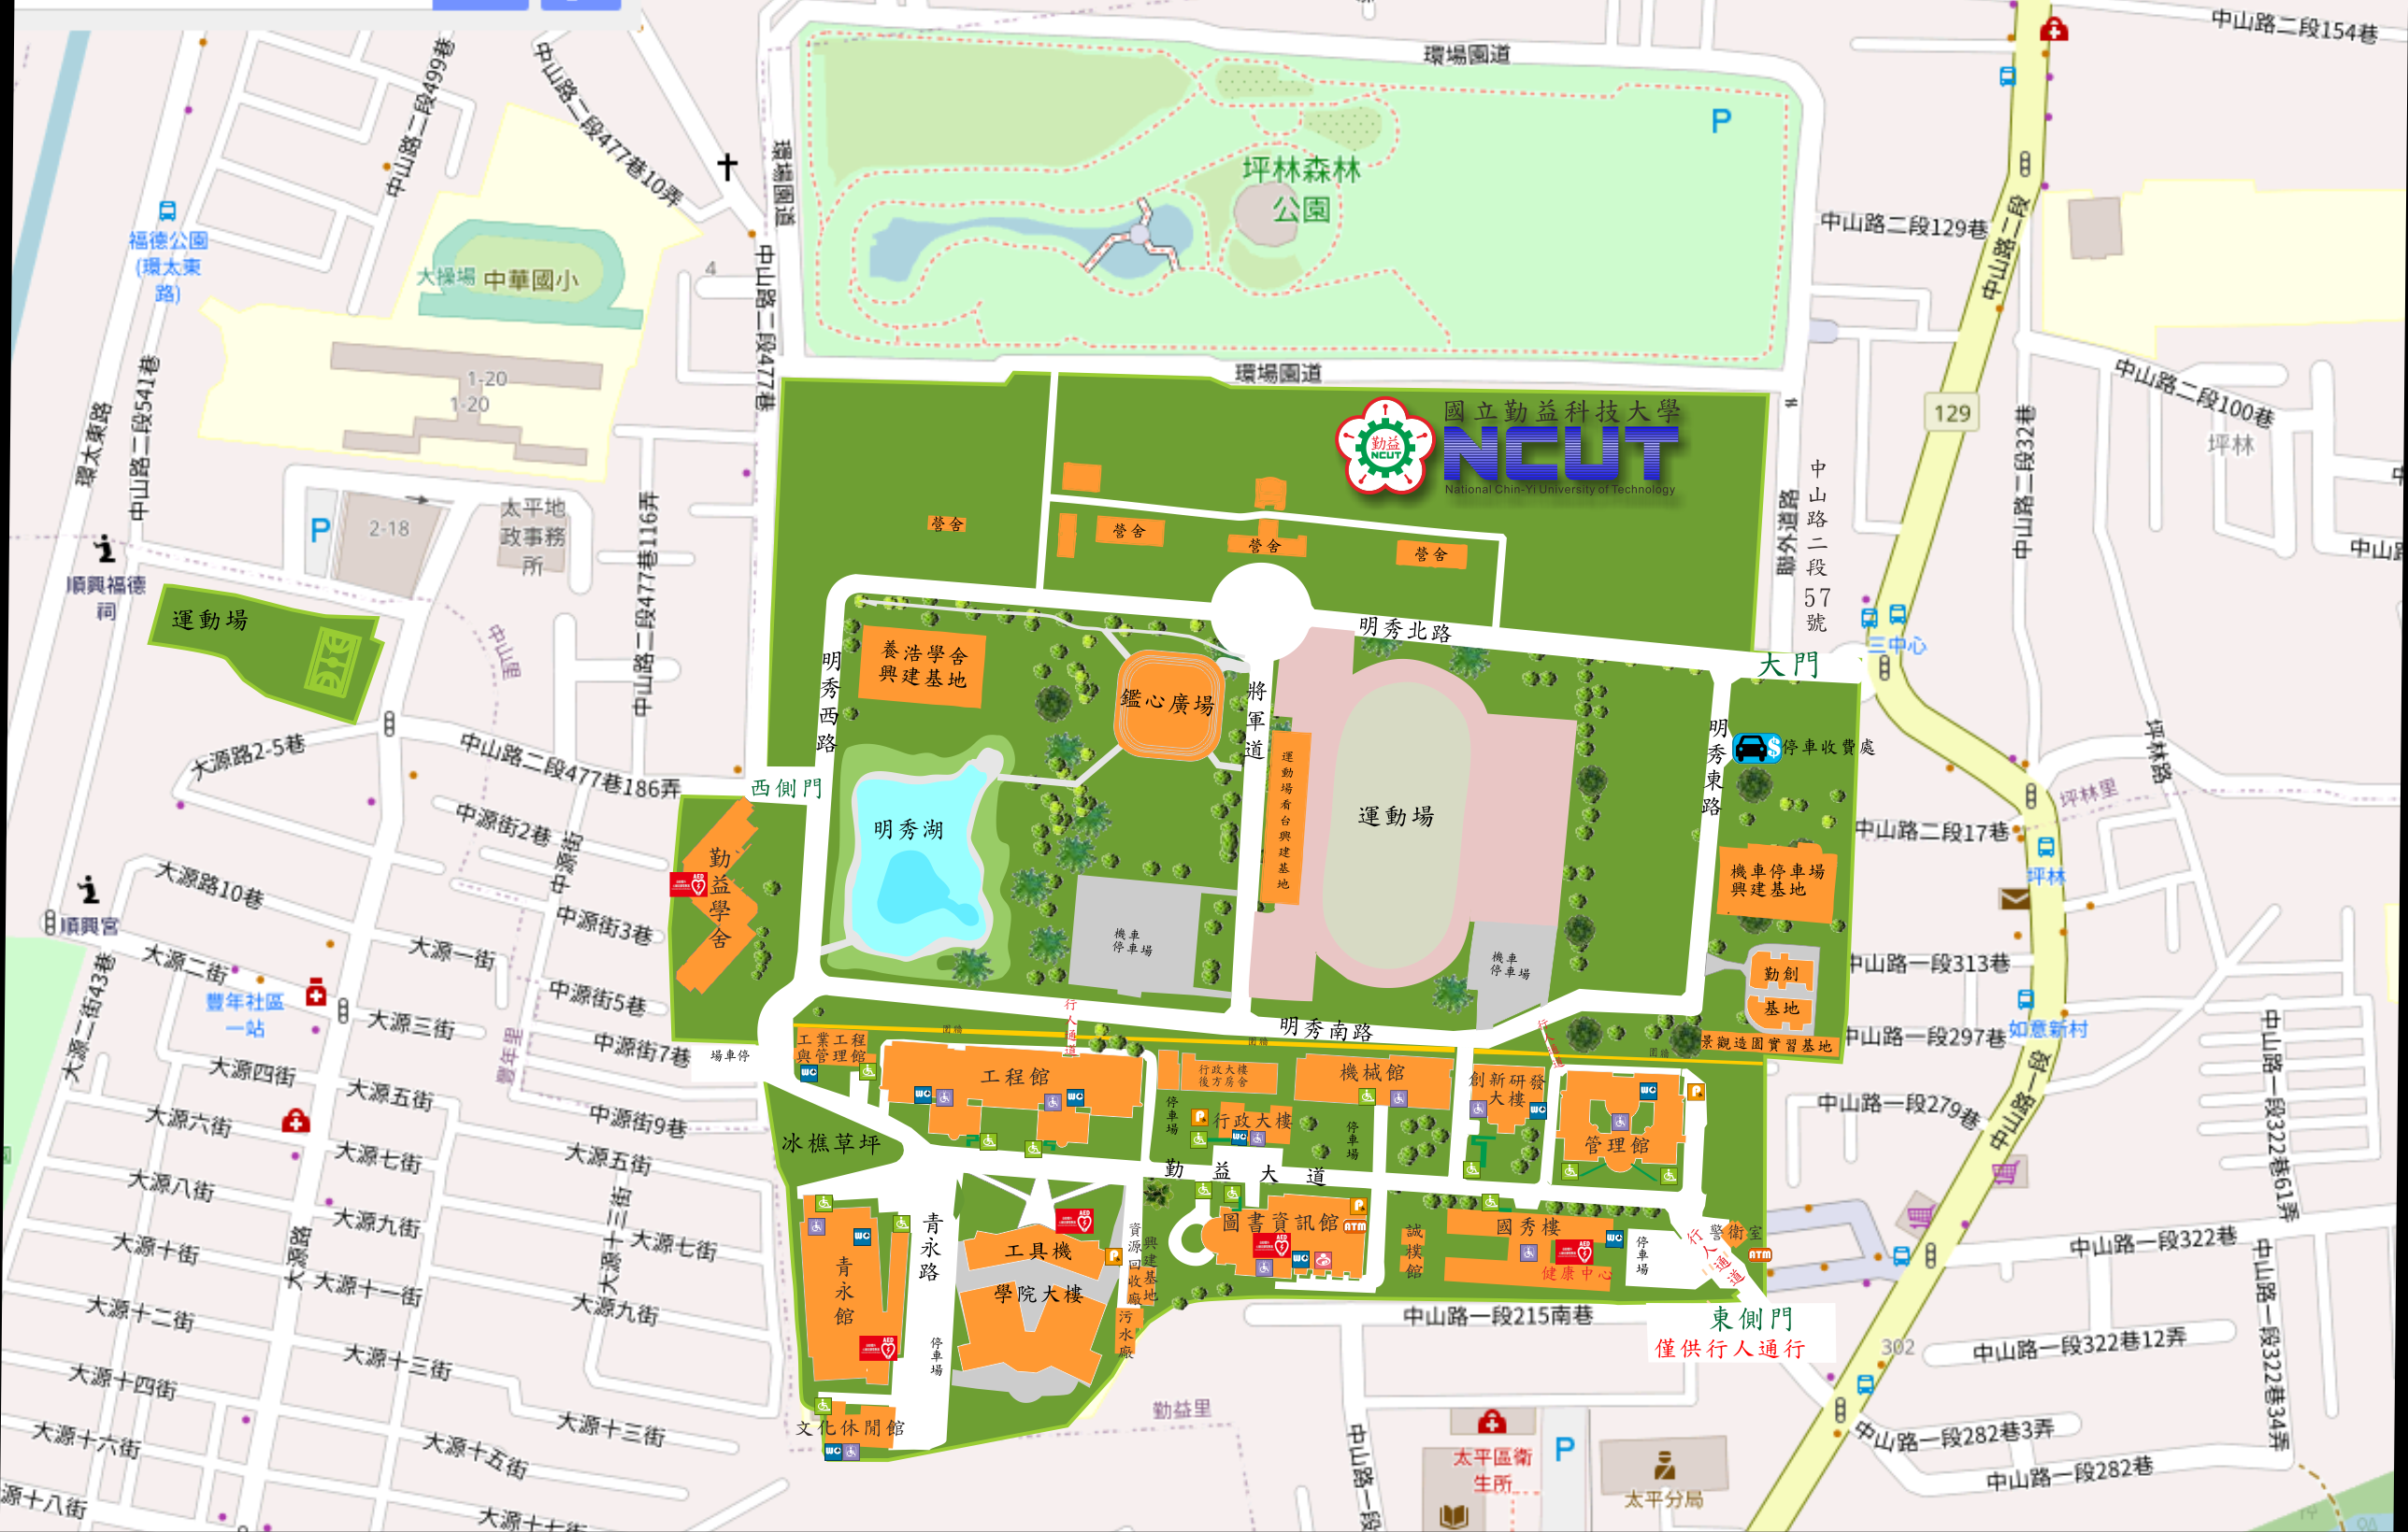 環場園道
中山路二段154巷
中山路二段499巷
中山路二段477巷10弄
環場園道
坪林森林
公園
P
中山路二段129巷
中山路二段
福德公園
(環太東
路)
大操場
中華國小
4
中山路二段477巷
環場園道
1-20
1-20
中山路二段541巷
環太東路
129
中山路二段100巷
坪林
中山路二段32巷
國立勤益科技大學
NCUT
National Chin-Yi University of Technology
勤益
NCUT
聯外道路
中山路二段57號
P
2-18
太平地
政事務
所
中山路二段477巷116弄
順興福德
祠
運動場
中山里
營舍
營舍
營舍
營舍
明秀北路
大門
三中心
養浩學舍
興建基地
明秀西路
鑑心廣場
將軍道
運動場看台興建基地
運動場
明秀東路
停車收費處
坪林路
坪林里
大源路2-5巷
中山路二段477巷186弄
西側門
明秀湖
中源街2巷
中源街
中山路二段17巷
坪林
勤益學舍
AED
機車停車場
興建基地
大源路10巷
順興宮
中源街3巷
機車
停車場
機車
停車場
勤創
基地
中山路一段313巷
大源二街
大源一街
大源二街43巷
豐年社區
一站
中源街5巷
大源三街
行人通道
明秀南路
行人通道
如意新村
中山路一段297巷
景觀造園實習基地
圍牆
圍牆
圍牆
豐年里
中源街7巷
場車停
工業工程
與管理館
工程館
行政大樓
後方房舍
機械館
創新研發
大樓
管理館
大源四街
大源五街
中源街9巷
大源六街
冰樵草坪
停車場
行政大樓
停車場
中山路一段279巷
中山路一段
中山路一段322巷61弄
大源七街
大源五街
大源八街
勤益大道
大源九街
大源十三街
大源七街
大源十街
大源路
大源十一街
青永路
青永館
工具機
學院大樓
資源回收廠
興建基地
污水廠
圖書資訊館
ATM
誠樸館
國秀樓
健康中心
停車場
行人通道
警衛室
ATM
中山路一段322巷
大源十二街
大源九街
停車場
中山路一段215南巷
東側門
僅供行人通行
302
中山路一段322巷12弄
中山路一段322巷34弄
大源十三街
大源十四街
大源十三街
文化休閒館
勤益里
大源十六街
大源十五街
中山路一段
太平區衛
生所
P
太平分局
中山路一段282巷3弄
中山路一段282巷
源十八街
大源十七街